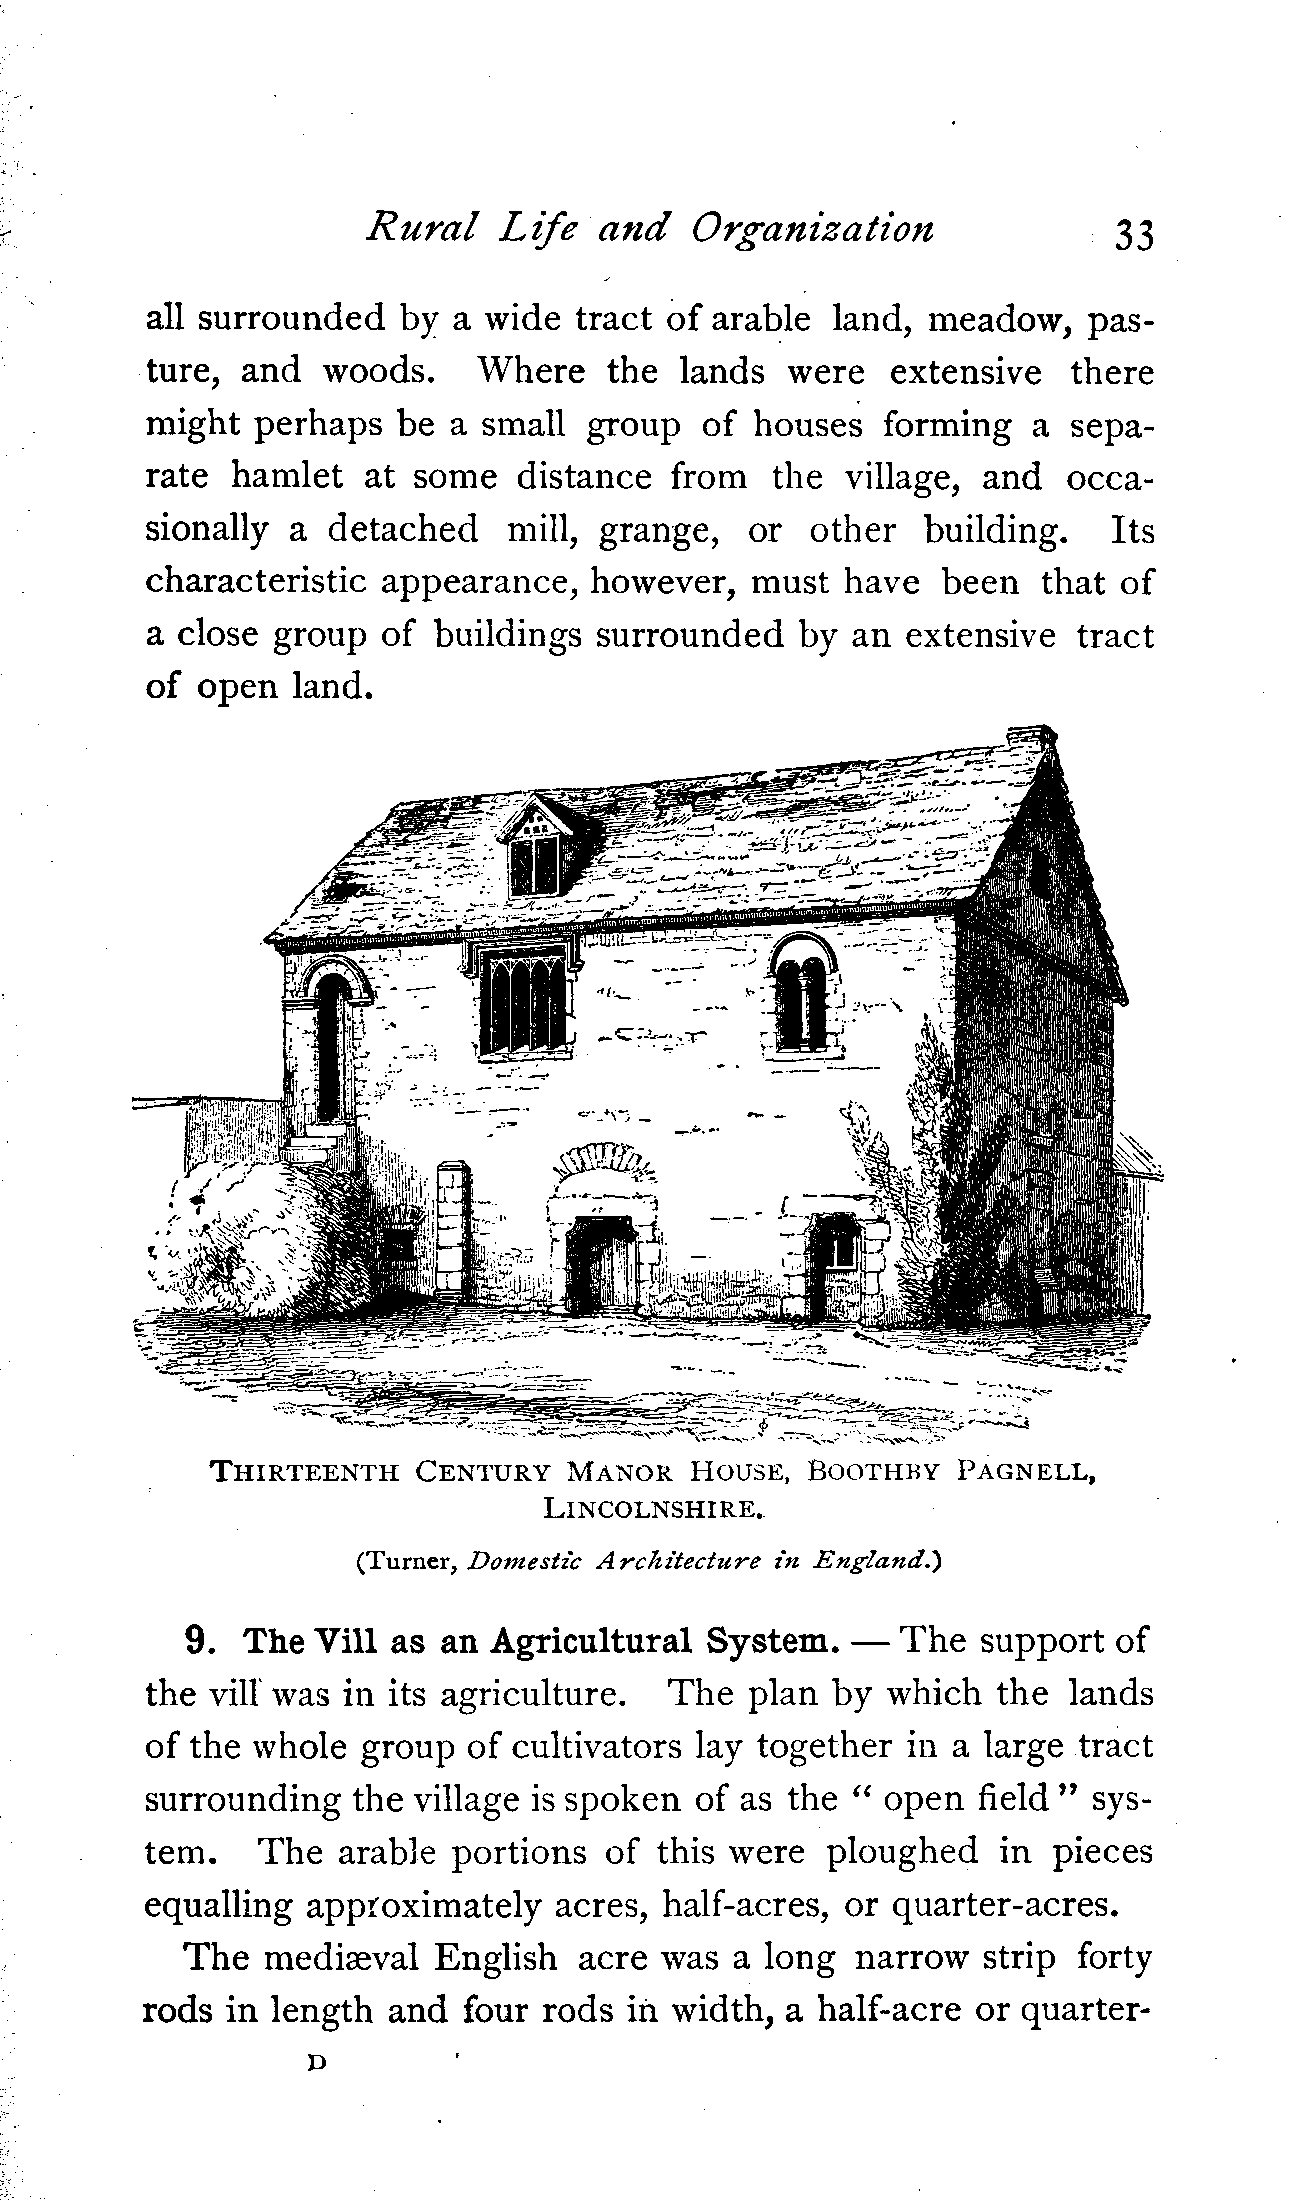 Rural Life and Organization 33
all surrounded by a wide tract of arable land, meadow, pas-
ture, and woods. Where the lands were extensive there
might perhaps be a small group of houses forming a sepa-
rate hamlet at some distance from the village, and occa-
sionally a detached mill, grange, or other building. Its
characteristic appearance, however, must have been that of
a close group of buildings surrounded by an extensive tract
of open land.
THIRTEENTH CENTURY MANOR HOUSE, BOOTHBY PAGNELL,
LINCOLNSHIRE.
(Turner, Domestic Architecture in England.)
9. The Vill as an Agricultural System. — The support of
the vill was in its agriculture. The plan by which the lands
of the whole group of cultivators lay together in a large tract
surrounding the village is spoken of as the “ open field ” sys-
tem. The arable portions of this were ploughed in pieces
equalling approximately acres, half-acres, or quarter-acres.
The mediæval English acre was a long narrow strip forty
rods in length and four rods in width, a half-acre or quarter-
D